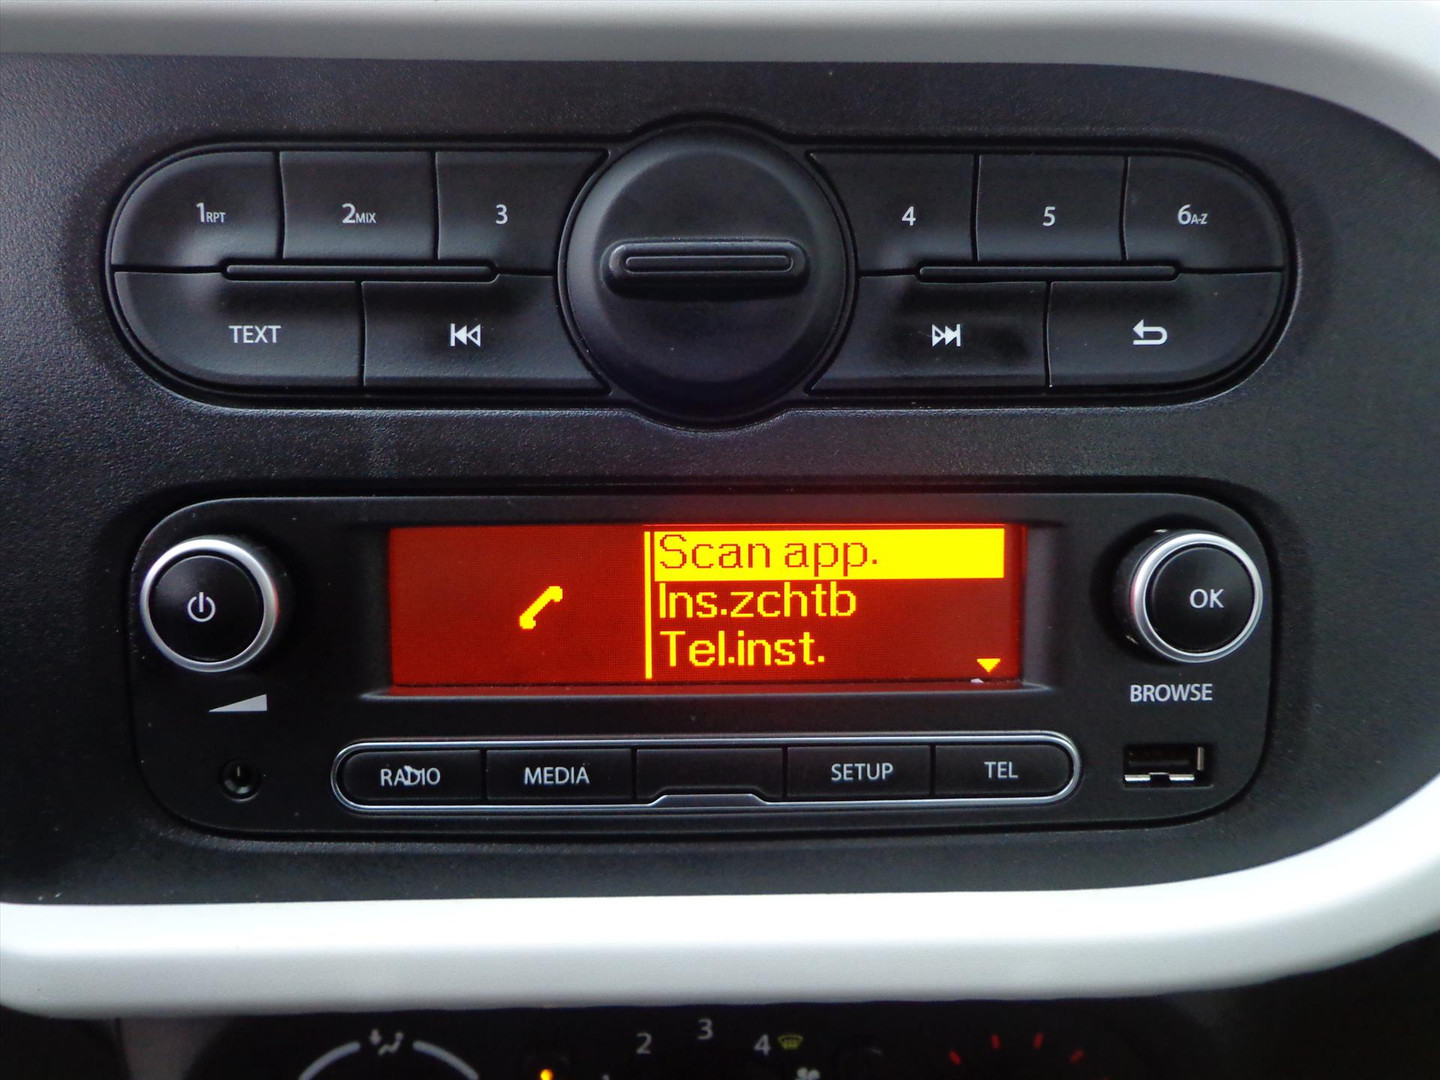 1RPT 2MIX 3 4 5 6A-Z
TEXT
Scan app.
Ins.zchtb
Tel.inst.
OK
BROWSE
RADIO MEDIA SETUP TEL
2 3 4